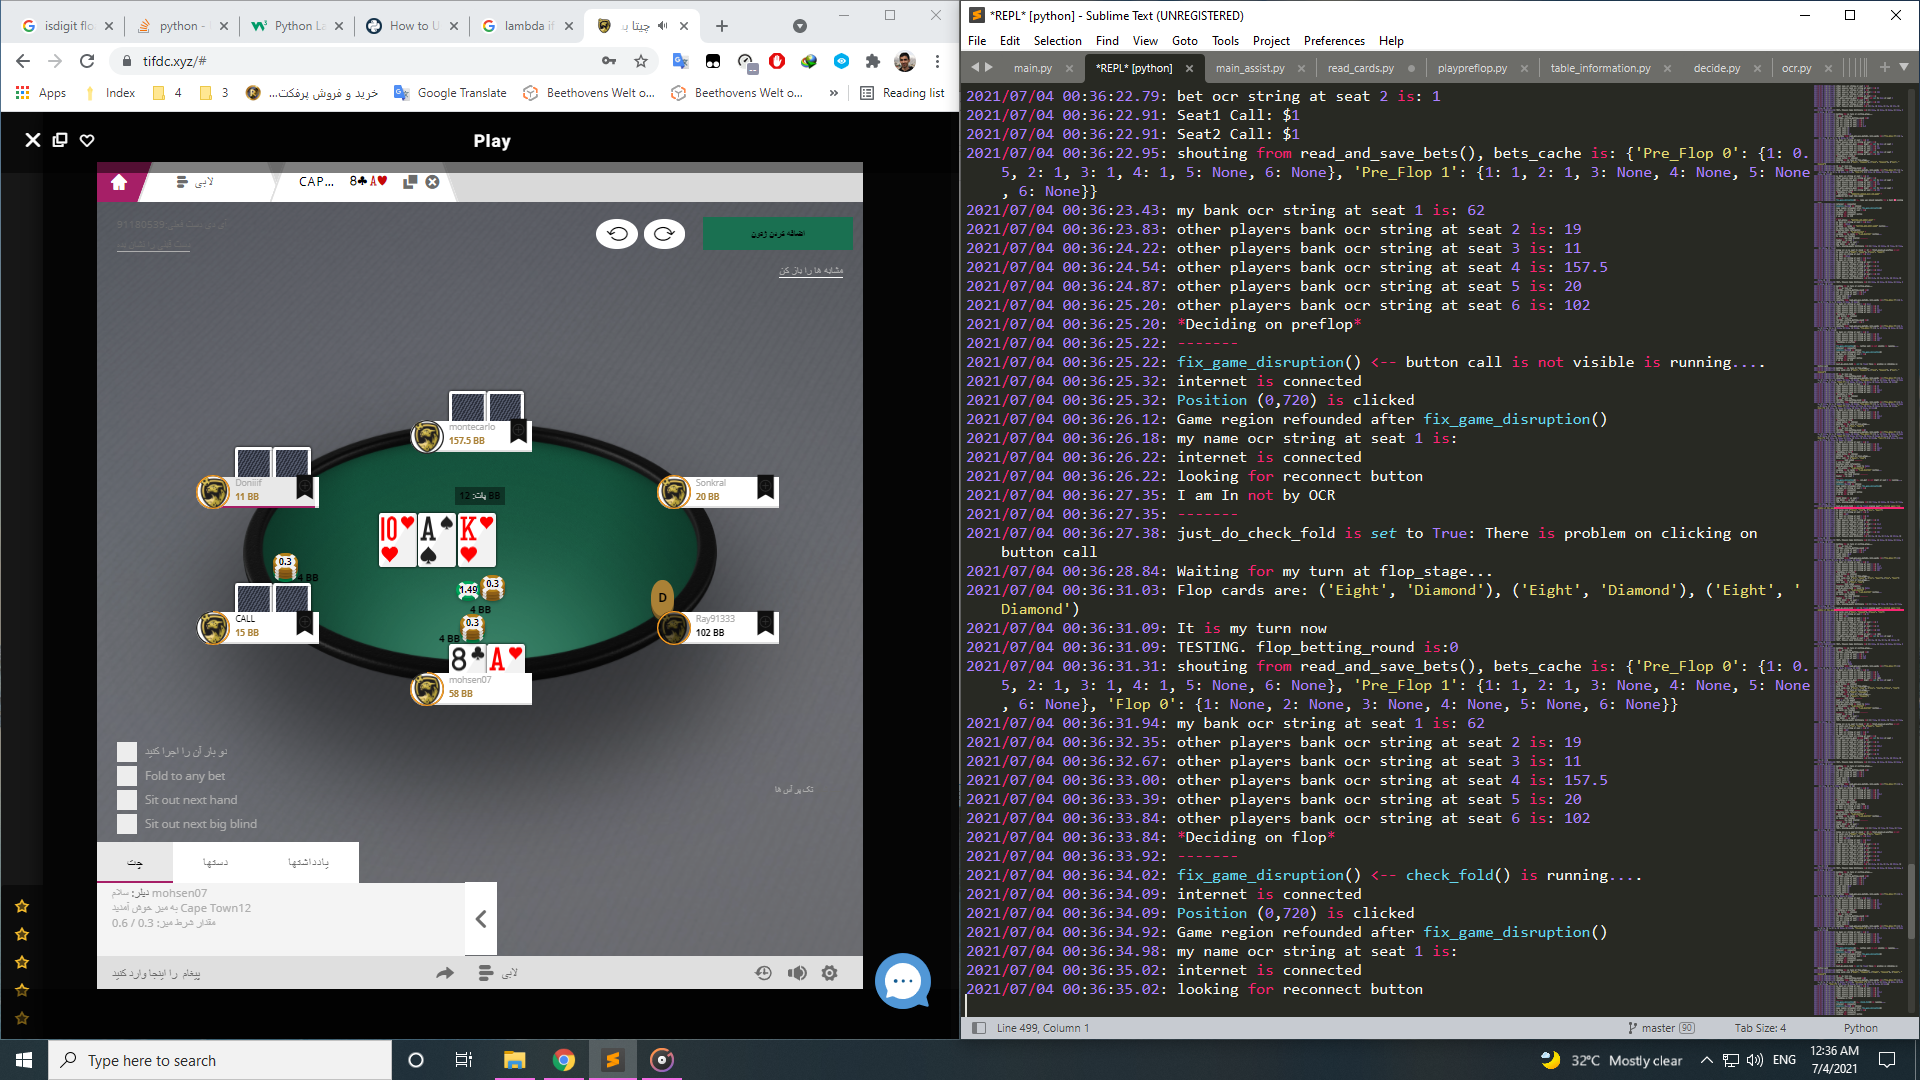 isdigit flo
python -
Python La
How to U
lambda if
چیتا ب
tifdc.xyz/#
Apps
Index
4
3
خرید و فروش پرفکت...
Google Translate
Beethovens Welt o...
Beethovens Welt o...
»
Reading list
Play
لابی
CAP... 8♣ A♥
اضافه کردن ژتون
مشابه ها را باز کن
montecarlo
157.5 BB
Doniiif
11 BB
Sonkral
20 BB
پات: 12 BB
10 A K
0.3
4 BB
1.49 0.3
4 BB
0.3
4 BB
D
CALL
15 BB
Ray91333
102 BB
8 A
mohsen07
58 BB
دو بار آن را اجرا کنید
Fold to any bet
Sit out next hand
Sit out next big blind
تک پر آس ها
چت
دستها
یادداشتها
دیلر: سلام mohsen07
به میز خوش آمدید Cape Town12
مقدار شرط میز: 0.3 / 0.6
پیغام را اینجا وارد کنید
لابی
*REPL* [python] - Sublime Text (UNREGISTERED)
File Edit Selection Find View Goto Tools Project Preferences Help
main.py
*REPL* [python]
main_assist.py
read_cards.py
playpreflop.py
table_information.py
decide.py
ocr.py
2021/07/04 00:36:22.79: bet ocr string at seat 2 is: 1
2021/07/04 00:36:22.91: Seat1 Call: $1
2021/07/04 00:36:22.91: Seat2 Call: $1
2021/07/04 00:36:22.95: shouting from read_and_save_bets(), bets_cache is: {'Pre_Flop 0': {1: 0.
5, 2: 1, 3: 1, 4: 1, 5: None, 6: None}, 'Pre_Flop 1': {1: 1, 2: 1, 3: None, 4: None, 5: None
, 6: None}}
2021/07/04 00:36:23.43: my bank ocr string at seat 1 is: 62
2021/07/04 00:36:23.83: other players bank ocr string at seat 2 is: 19
2021/07/04 00:36:24.22: other players bank ocr string at seat 3 is: 11
2021/07/04 00:36:24.54: other players bank ocr string at seat 4 is: 157.5
2021/07/04 00:36:24.87: other players bank ocr string at seat 5 is: 20
2021/07/04 00:36:25.20: other players bank ocr string at seat 6 is: 102
2021/07/04 00:36:25.20: *Deciding on preflop*
2021/07/04 00:36:25.22: -------
2021/07/04 00:36:25.22: fix_game_disruption() <-- button call is not visible is running....
2021/07/04 00:36:25.32: internet is connected
2021/07/04 00:36:25.32: Position (0,720) is clicked
2021/07/04 00:36:26.12: Game region refounded after fix_game_disruption()
2021/07/04 00:36:26.18: my name ocr string at seat 1 is:
2021/07/04 00:36:26.22: internet is connected
2021/07/04 00:36:26.22: looking for reconnect button
2021/07/04 00:36:27.35: I am In not by OCR
2021/07/04 00:36:27.35: -------
2021/07/04 00:36:27.38: just_do_check_fold is set to True: There is problem on clicking on
button call
2021/07/04 00:36:28.84: Waiting for my turn at flop_stage...
2021/07/04 00:36:31.03: Flop cards are: ('Eight', 'Diamond'), ('Eight', 'Diamond'), ('Eight', '
Diamond')
2021/07/04 00:36:31.09: It is my turn now
2021/07/04 00:36:31.09: TESTING. flop_betting_round is:0
2021/07/04 00:36:31.31: shouting from read_and_save_bets(), bets_cache is: {'Pre_Flop 0': {1: 0.
5, 2: 1, 3: 1, 4: 1, 5: None, 6: None}, 'Pre_Flop 1': {1: 1, 2: 1, 3: None, 4: None, 5: None
, 6: None}, 'Flop 0': {1: None, 2: None, 3: None, 4: None, 5: None, 6: None}}
2021/07/04 00:36:31.94: my bank ocr string at seat 1 is: 62
2021/07/04 00:36:32.35: other players bank ocr string at seat 2 is: 19
2021/07/04 00:36:32.67: other players bank ocr string at seat 3 is: 11
2021/07/04 00:36:33.00: other players bank ocr string at seat 4 is: 157.5
2021/07/04 00:36:33.39: other players bank ocr string at seat 5 is: 20
2021/07/04 00:36:33.84: other players bank ocr string at seat 6 is: 102
2021/07/04 00:36:33.84: *Deciding on flop*
2021/07/04 00:36:33.92: -------
2021/07/04 00:36:34.02: fix_game_disruption() <-- check_fold() is running....
2021/07/04 00:36:34.09: internet is connected
2021/07/04 00:36:34.09: Position (0,720) is clicked
2021/07/04 00:36:34.92: Game region refounded after fix_game_disruption()
2021/07/04 00:36:34.98: my name ocr string at seat 1 is:
2021/07/04 00:36:35.02: internet is connected
2021/07/04 00:36:35.02: looking for reconnect button
Line 499, Column 1
master 90
Tab Size: 4
Python
Type here to search
32°C Mostly clear
ENG
12:36 AM
7/4/2021